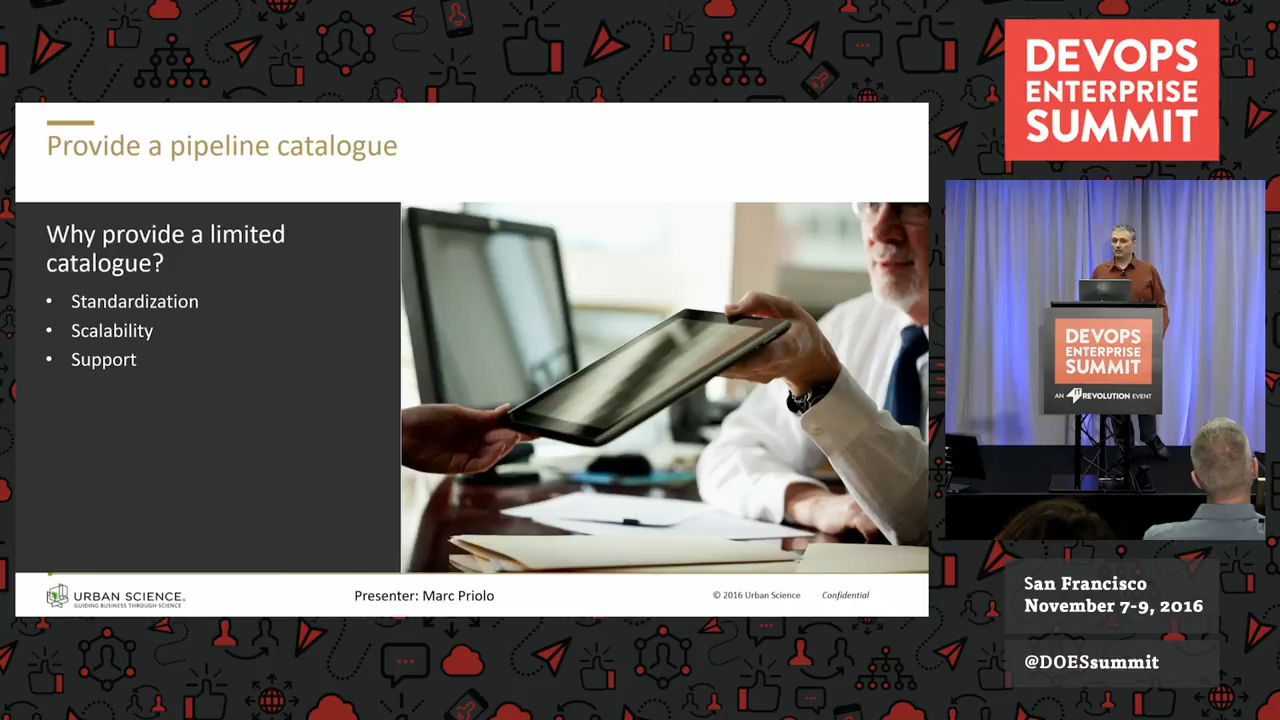 Provide a pipeline catalogue
Why provide a limited
catalogue?
• Standardization
• Scalability
• Support
URBAN SCIENCE®
GUIDING BUSINESS THROUGH SCIENCE
Presenter: Marc Priolo
© 2016 Urban Science
Confidential
DEVOPS
ENTERPRISE
SUMMIT
DEVOPS
ENTERPRISE
SUMMIT
AN IT REVOLUTION EVENT
San Francisco
November 7-9, 2016
@DOESsummit